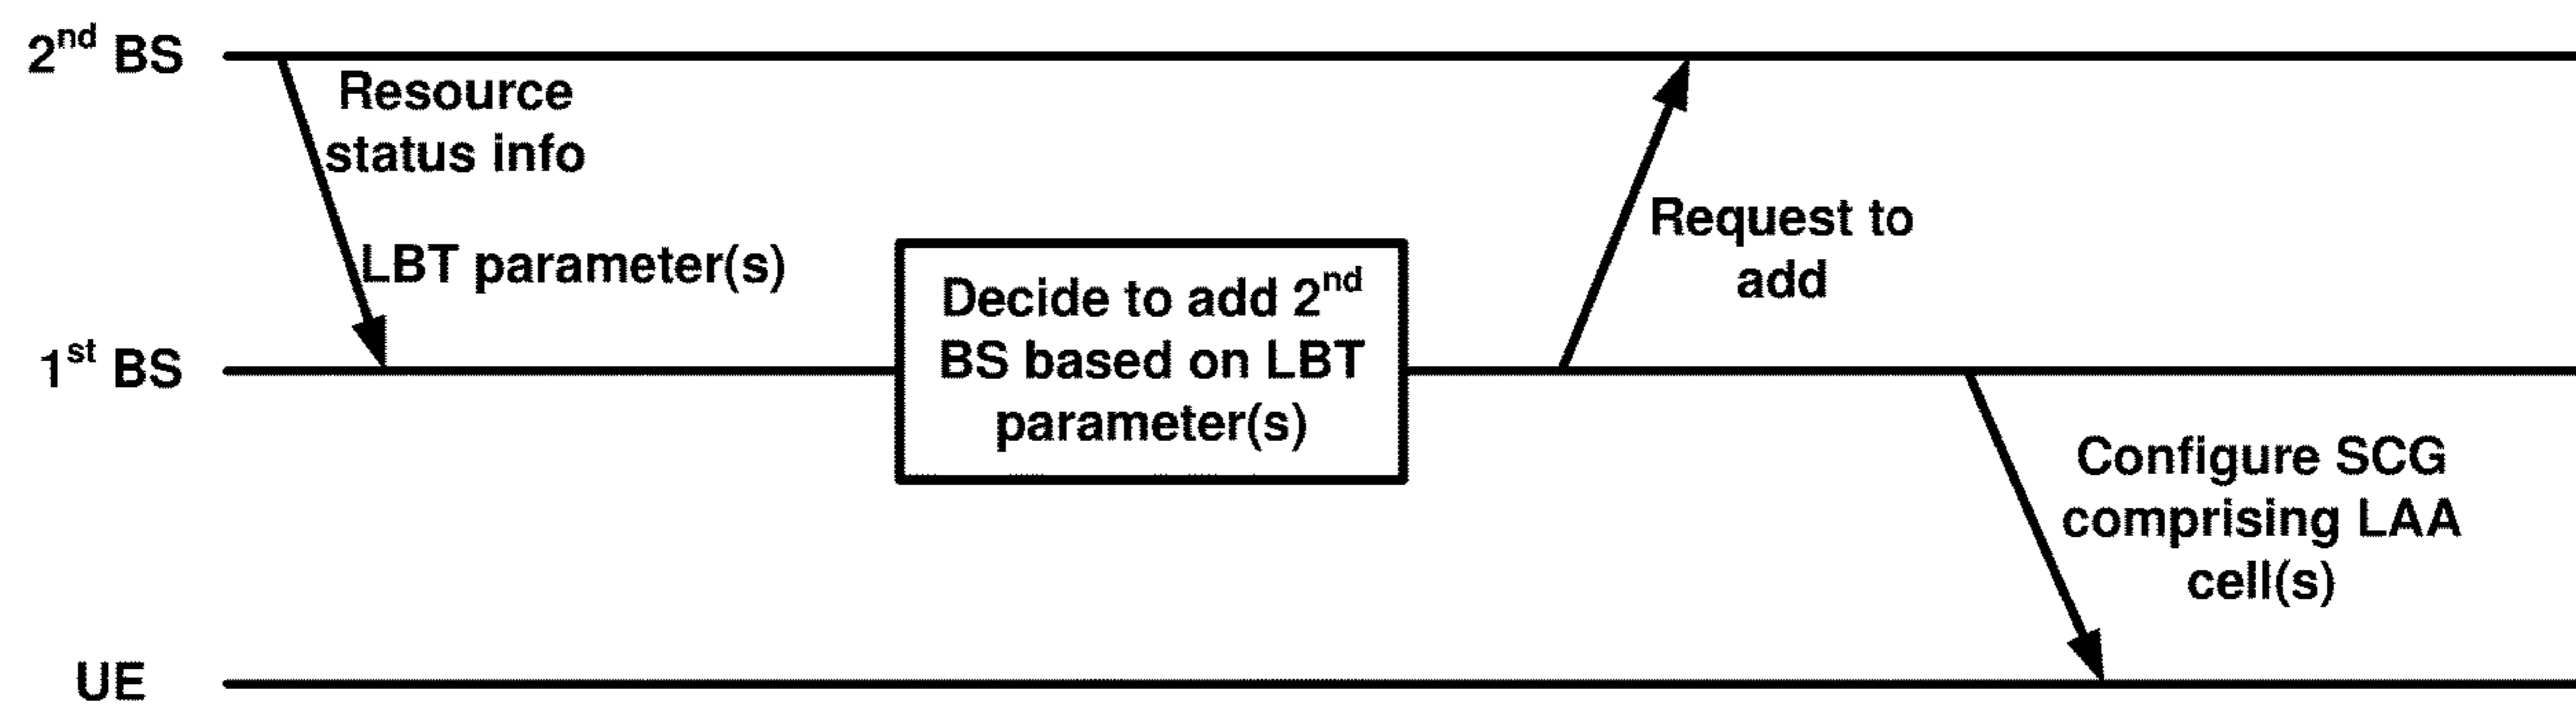 2nd BS
Resource
status info
LBT parameter(s)
1st BS
Decide to add 2nd
BS based on LBT
parameter(s)
Request to
add
Configure SCG
comprising LAA
cell(s)
UE